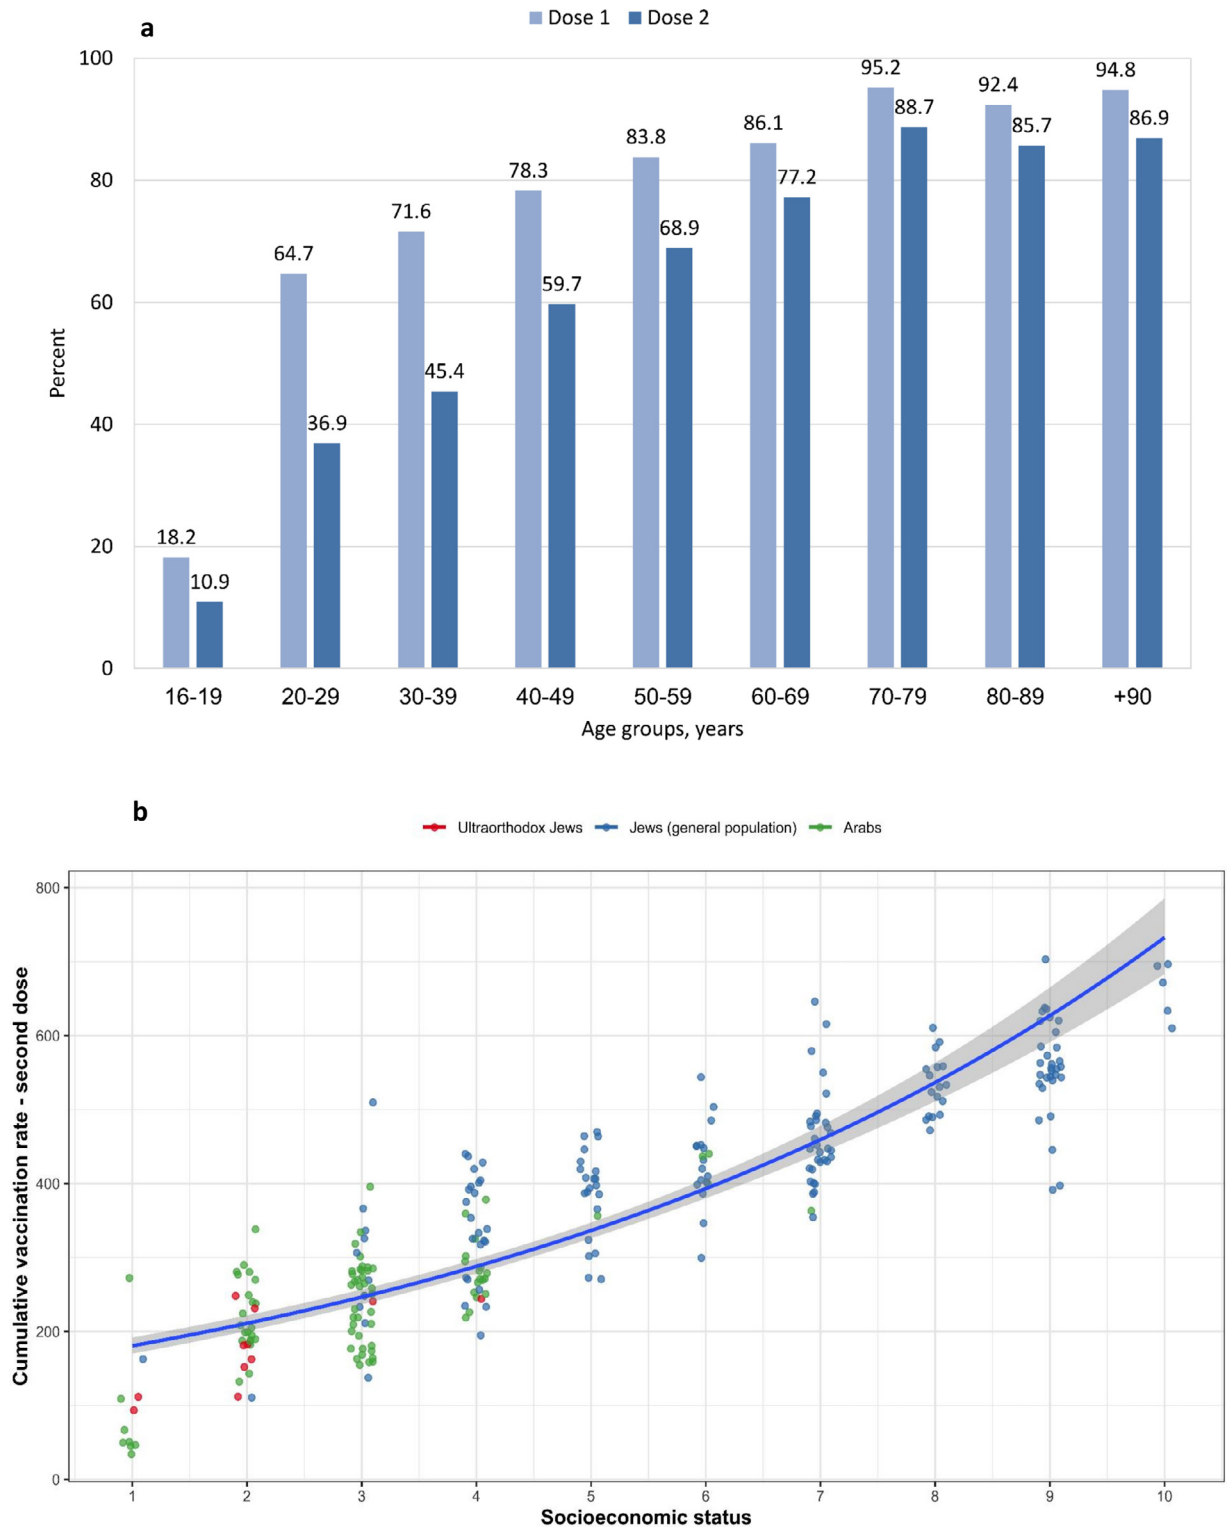 a
Dose 1 Dose 2
100
80
60
40
20
0
Percent
18.2 10.9
64.7 36.9
71.6 45.4
78.3 59.7
83.8 68.9
86.1 77.2
95.2 88.7
92.4 85.7
94.8 86.9
16-19 20-29 30-39 40-49 50-59 60-69 70-79 80-89 +90
Age groups, years
b
Ultraorthodox Jews Jews (general population) Arabs
800
600
400
200
0
Cumulative vaccination rate - second dose
1 2 3 4 5 6 7 8 9 10
Socioeconomic status